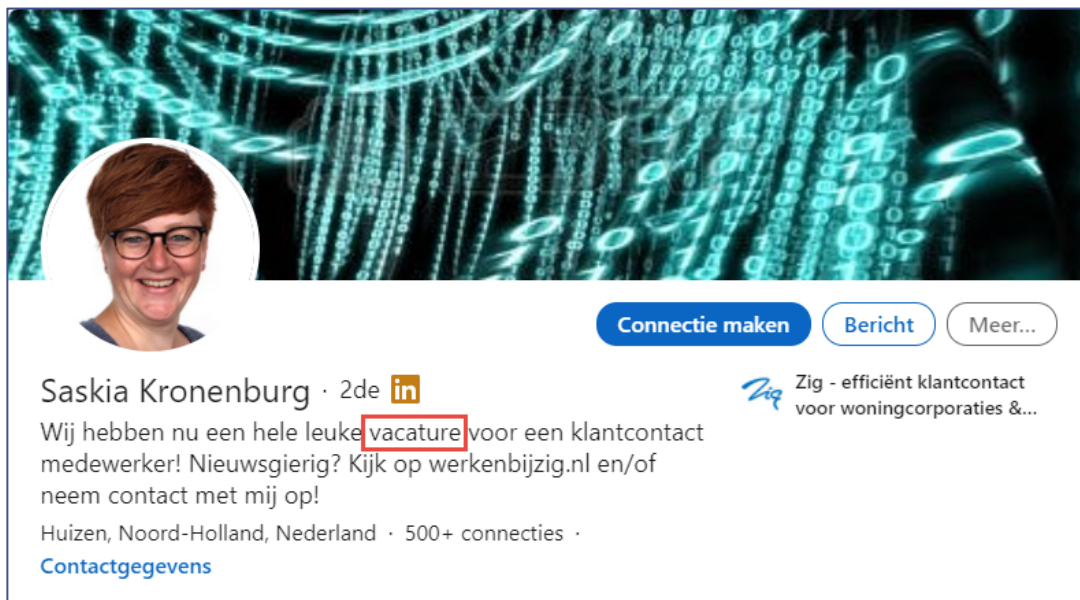 Connectie maken
Bericht
Meer...
Saskia Kronenburg · 2de in
Zig
Zig - efficiënt klantcontact
voor woningcorporaties &...
Wij hebben nu een hele leuke vacature voor een klantcontact
medewerker! Nieuwsgierig? Kijk op werkenbijzig.nl en/of
neem contact met mij op!
Huizen, Noord-Holland, Nederland · 500+ connecties ·
Contactgegevens